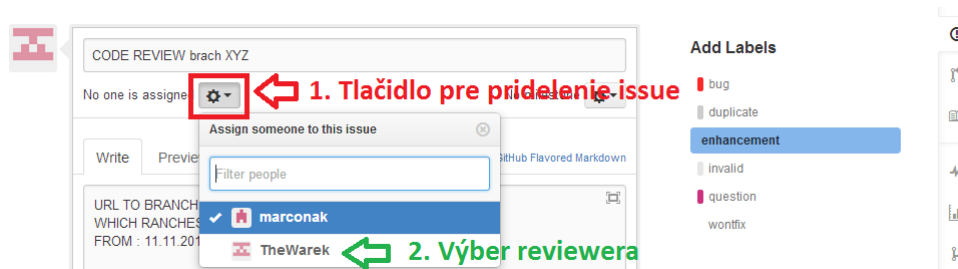 CODE REVIEW brach XYZ
Add Labels
No one is assigne
1. Tlačidlo pre pridelenie issue
bug
duplicate
Assign someone to this issue
enhancement
Write
Previe
GitHub Flavored Markdown
Filter people
invalid
URL TO BRANCH
question
WHICH RANCHES
marconak
wontfix
FROM : 11.11.201
TheWarek
2. Výber reviewera